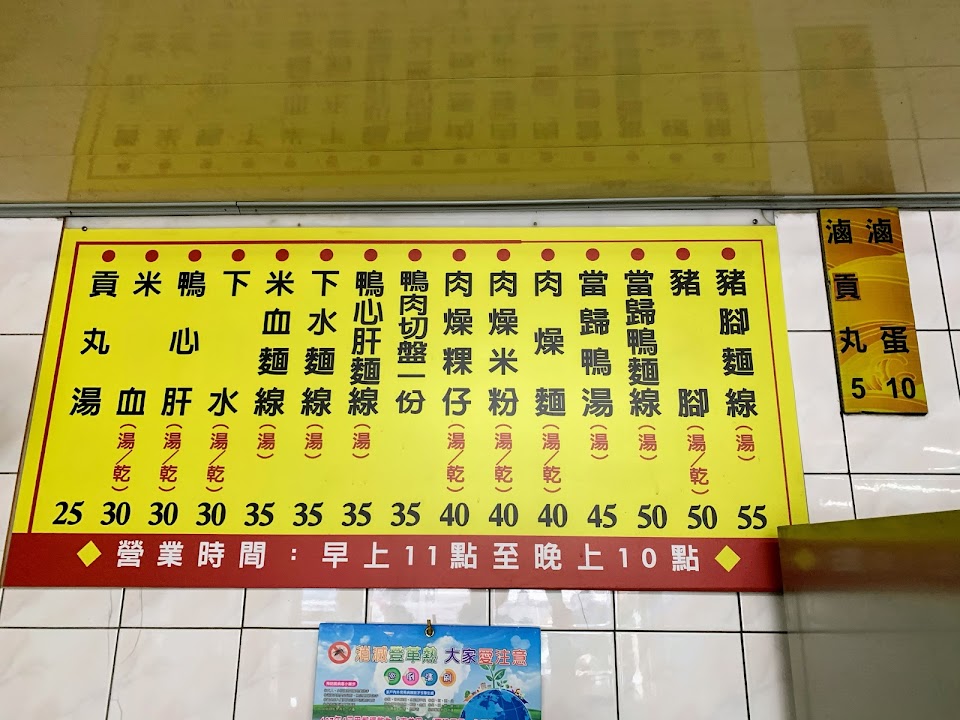 豬腳麵線（湯） 55
豬腳（湯／乾） 50
當歸鴨麵線（湯） 50
當歸鴨湯（湯） 45
肉燥麵（湯／乾） 40
肉燥米粉（湯／乾） 40
肉燥粿仔（湯／乾） 40
鴨肉切盤一份 35
鴨心肝麵線（湯） 35
下水麵線（湯） 35
米血麵線（湯） 35
下水（湯／乾） 30
鴨心肝（湯／乾） 30
米血（湯／乾） 30
貢丸湯 25
營業時間：早上11點至晚上10點
滷蛋 10
滷貢丸 5
消滅登革熱 大家愛注意